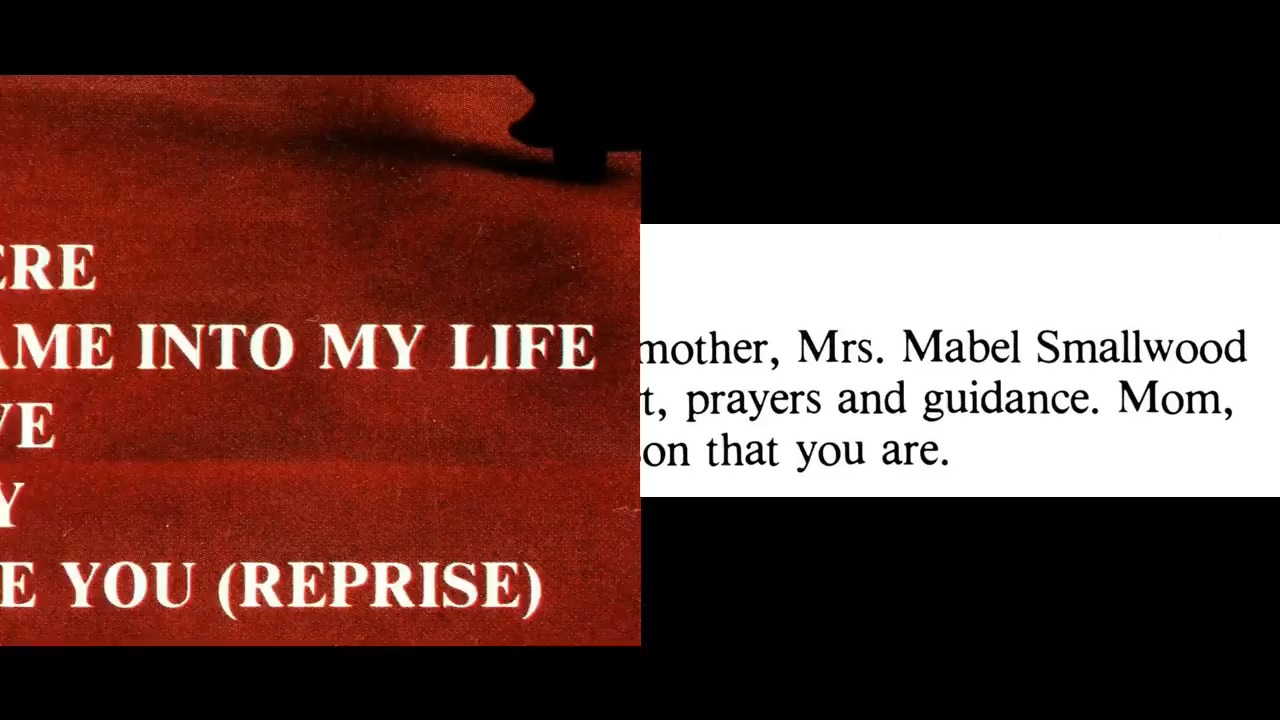 ERE
AME INTO MY LIFE
VE
Y
E YOU (REPRISE)
mother, Mrs. Mabel Smallwood
t, prayers and guidance. Mom,
on that you are.